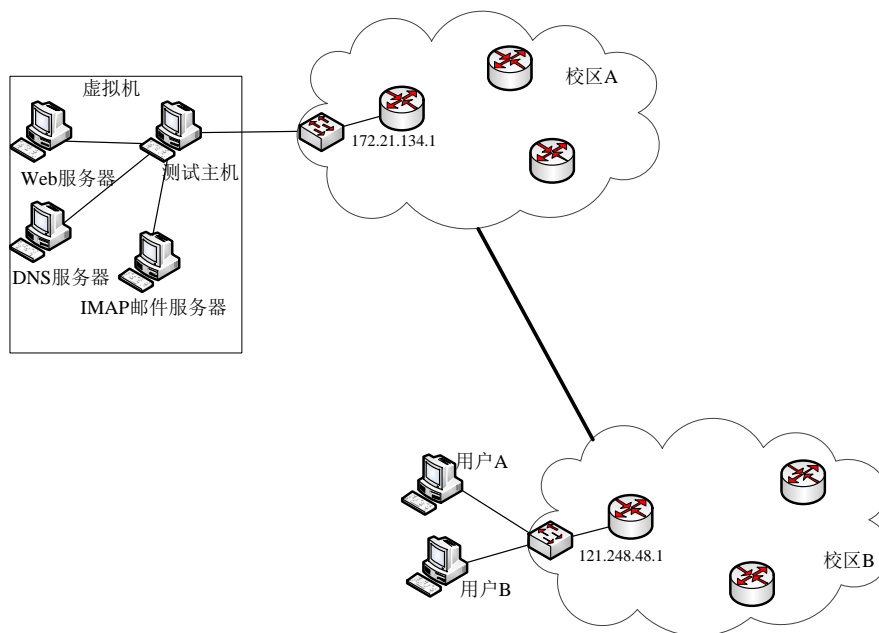 虚拟机
校区A
172.21.134.1
Web服务器
测试主机
DNS服务器
IMAP邮件服务器
用户A
121.248.48.1
校区B
用户B